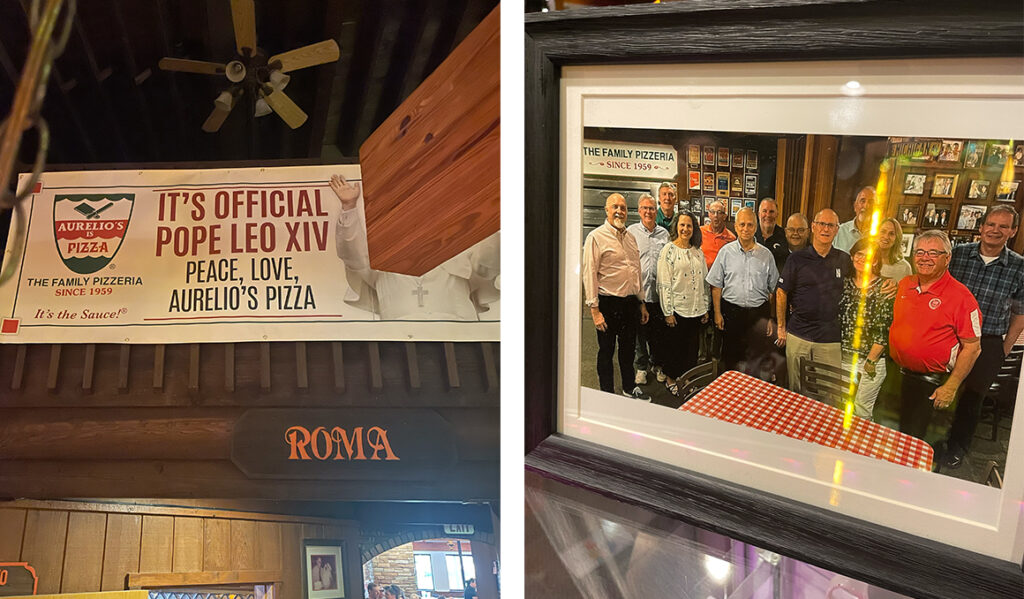 AURELIO'S
IS
PIZZA
®
THE FAMILY PIZZERIA
SINCE 1959
It's the Sauce!®
IT'S OFFICIAL
POPE LEO XIV
PEACE, LOVE,
AURELIO'S PIZZA
ROMA
EXIT
THE FAMILY PIZZERIA
SINCE 1959